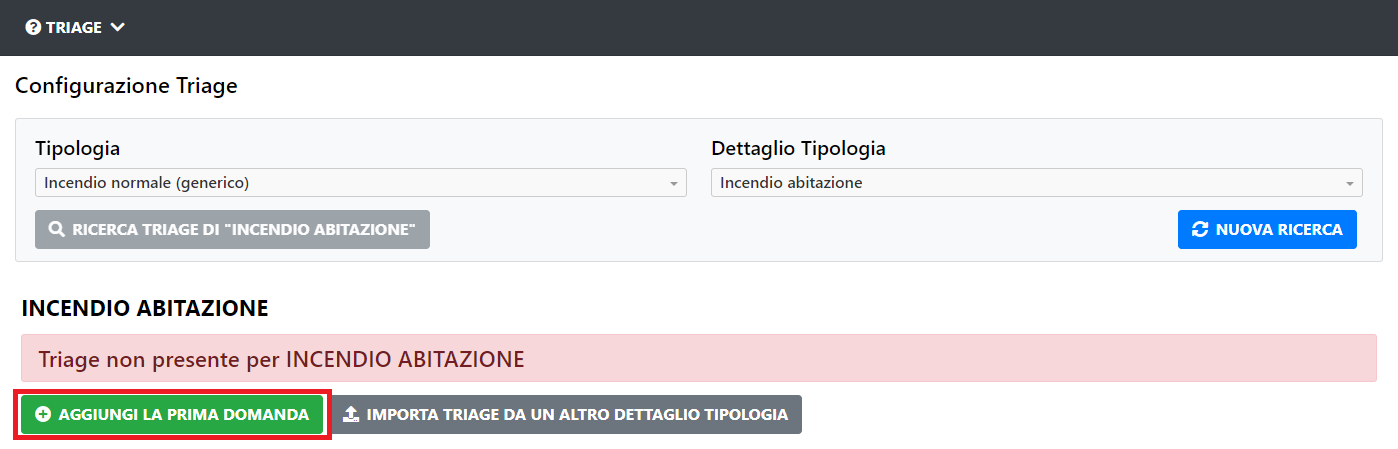 TRIAGE
Configurazione Triage
Tipologia
Dettaglio Tipologia
Incendio normale (generico)
Incendio abitazione
RICERCA TRIAGE DI "INCENDIO ABITAZIONE"
NUOVA RICERCA
INCENDIO ABITAZIONE
Triage non presente per INCENDIO ABITAZIONE
AGGIUNGI LA PRIMA DOMANDA
IMPORTA TRIAGE DA UN ALTRO DETTAGLIO TIPOLOGIA